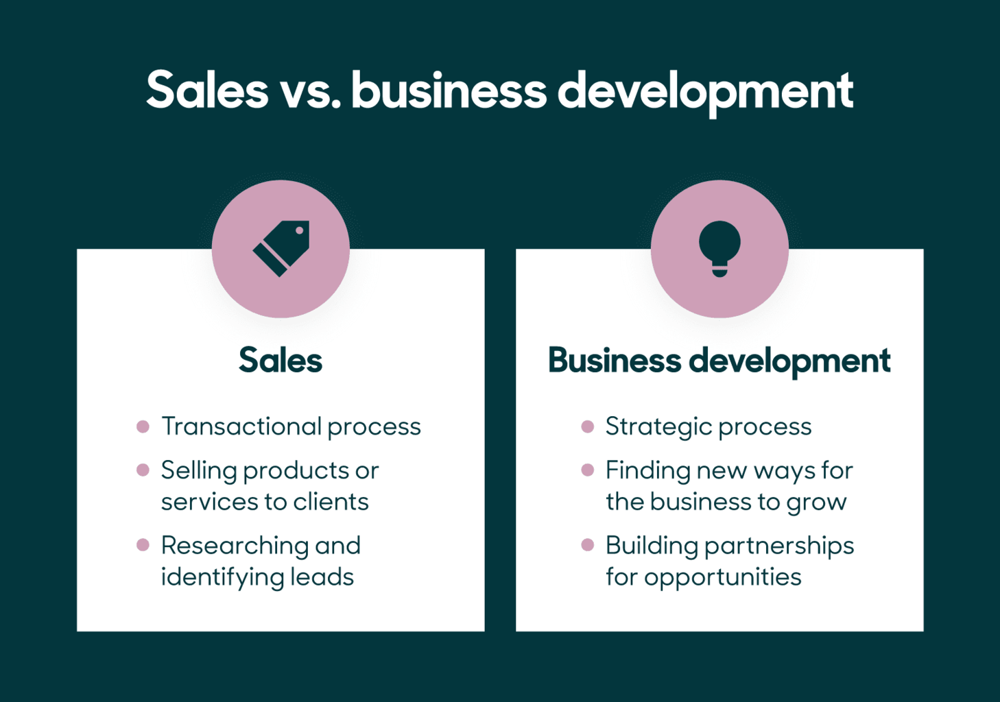 Sales vs. business development
Sales
Transactional process
Selling products or
services to clients
Researching and
identifying leads
Business development
Strategic process
Finding new ways for
the business to grow
Building partnerships
for opportunities